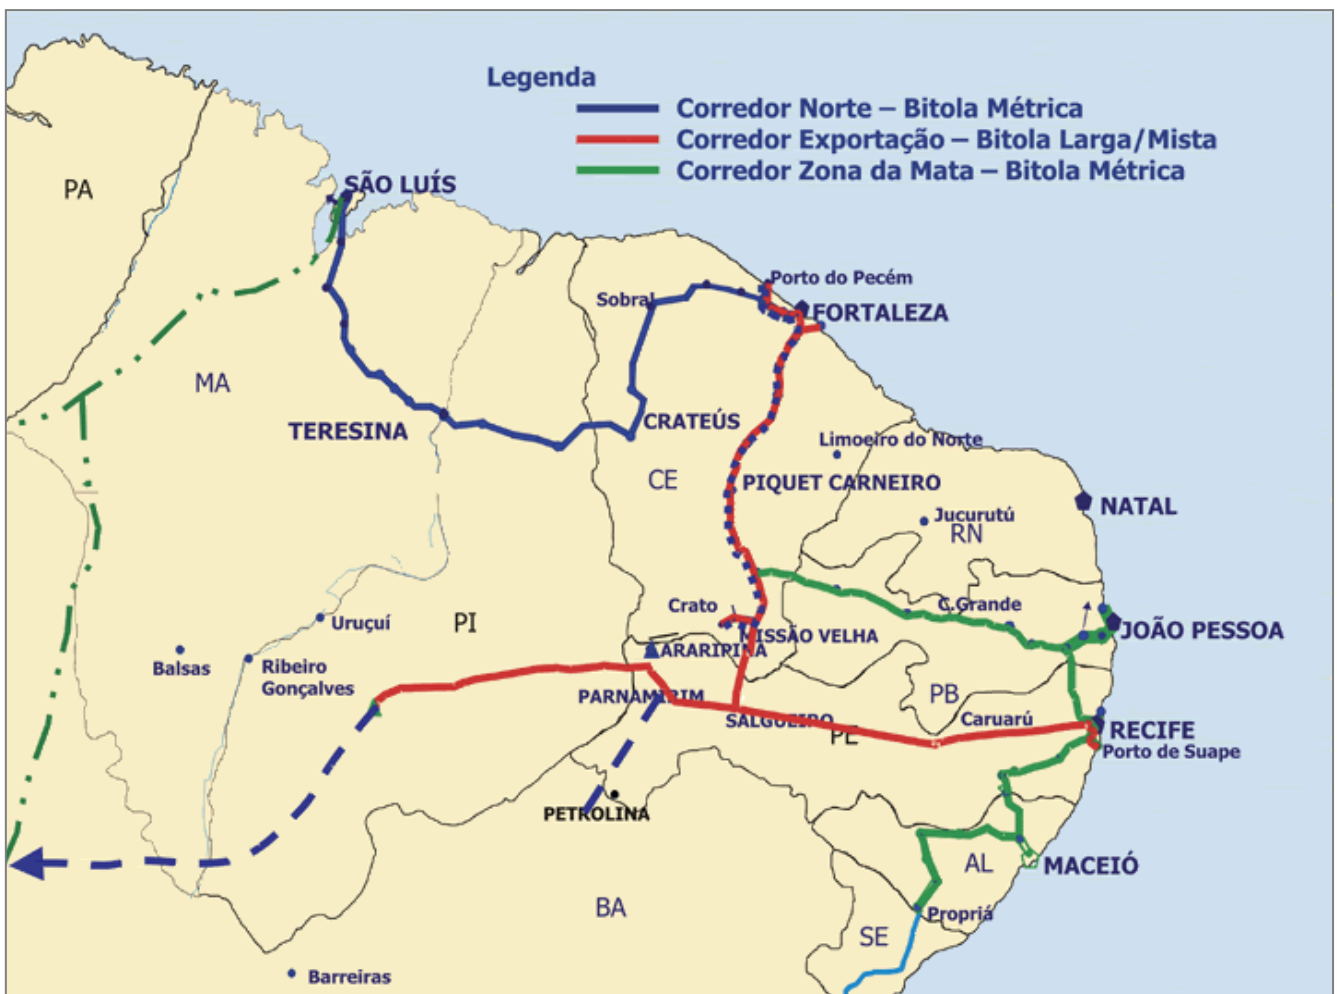 Legenda
Corredor Norte – Bitola Métrica
Corredor Exportação – Bitola Larga/Mista
Corredor Zona da Mata – Bitola Métrica
PA
SÃO LUÍS
Porto do Pecém
Sobral
FORTALEZA
MA
TERESINA
CRATEÚS
Limoeiro do Norte
CE
PIQUET CARNEIRO
NATAL
Jucurutú
RN
Crato
C.Grande
Uruçuí
PI
MISSÃO VELHA
JOÃO PESSOA
ARARIPINA
Balsas
Ribeiro
Gonçalves
PARNAMIRIM
PB
SALGUEIRO
Caruarú
PE
RECIFE
Porto de Suape
PETROLINA
AL
MACEIÓ
BA
Propriá
SE
Barreiras